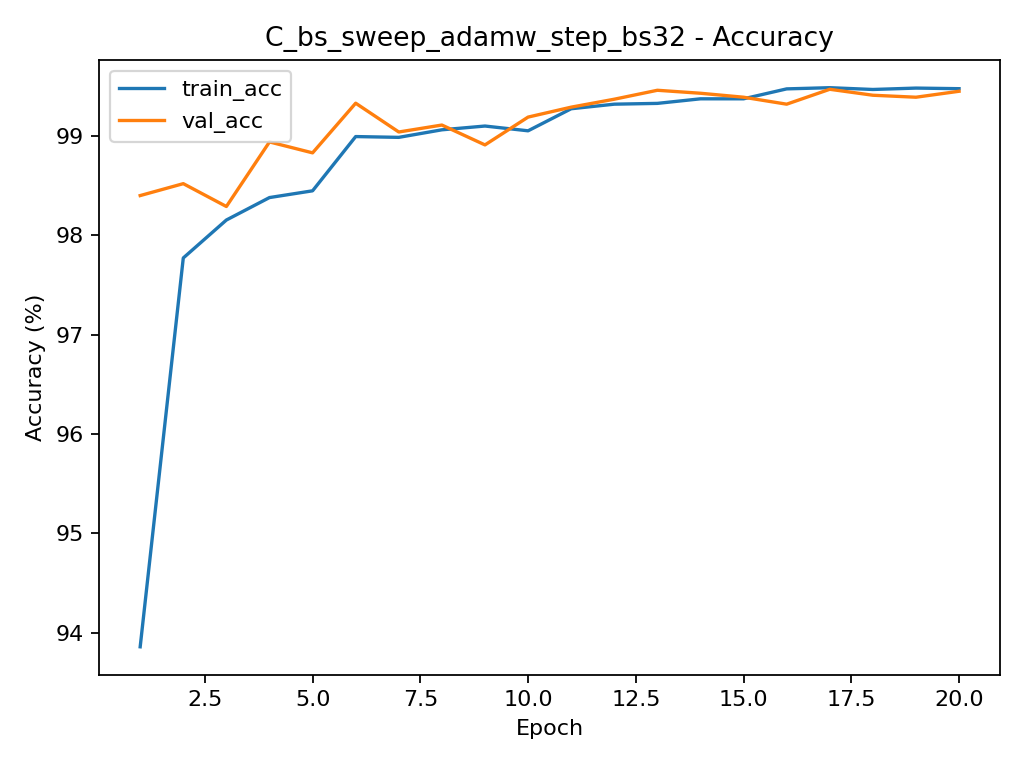 C_bs_sweep_adamw_step_bs32 - Accuracy
train_acc
val_acc
Accuracy (%)
99
98
97
96
95
94
2.5 5.0 7.5 10.0 12.5 15.0 17.5 20.0
Epoch